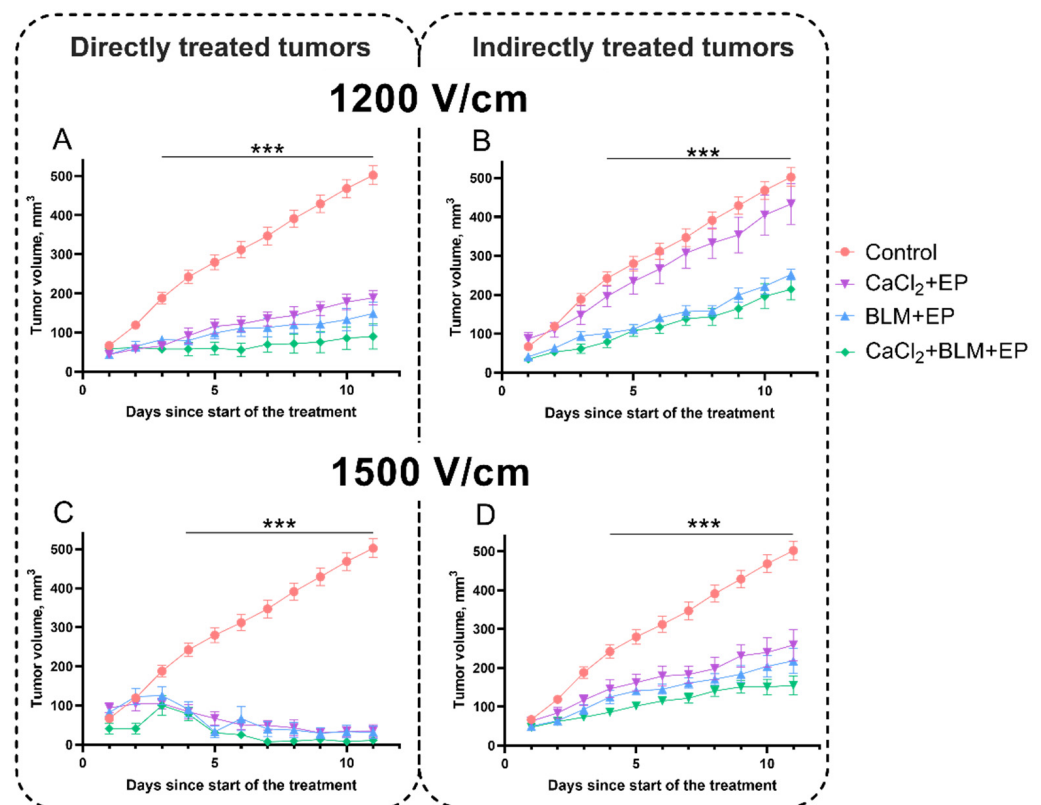 Directly treated tumors
Indirectly treated tumors
1200 V/cm
A
***
Tumor volume, mm³
500
400
300
200
100
0
0
5
10
Days since start of the treatment
B
***
Tumor volume, mm³
500
400
300
200
100
0
0
5
10
Days since start of the treatment
Control
CaCl₂+EP
BLM+EP
CaCl₂+BLM+EP
1500 V/cm
C
***
Tumor volume, mm³
500
400
300
200
100
0
0
5
10
Days since start of the treatment
D
***
Tumor volume, mm³
500
400
300
200
100
0
0
5
10
Days since start of the treatment